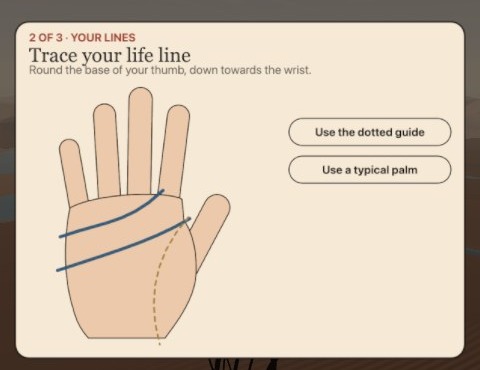 2 OF 3 · YOUR LINES
Trace your life line
Round the base of your thumb, down towards the wrist.
Use the dotted guide
Use a typical palm